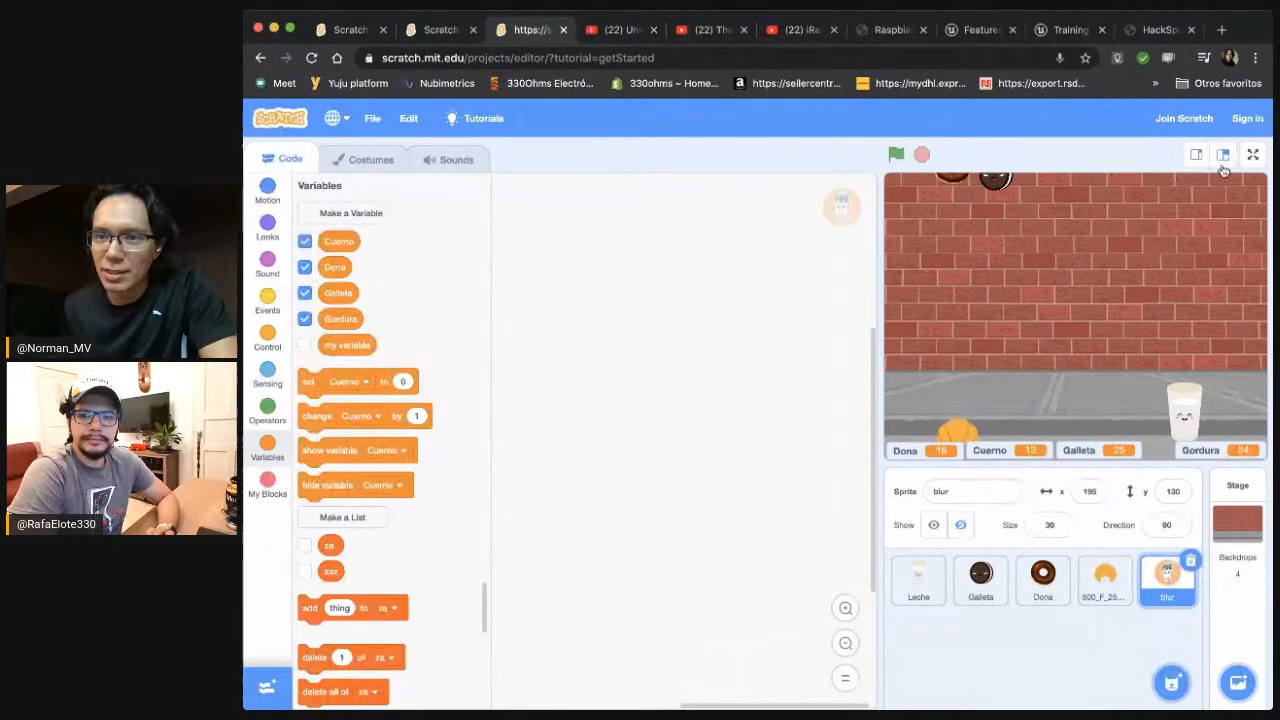 Scratch
Scratch
https://s
(22) Un
(22) Th
(22) iRa
Raspbe
Feature
Training
HackSp
scratch.mit.edu/projects/editor/?tutorial=getStarted
Meet
Yuju platform
Nubimetrics
330Ohms Electró...
330ohms ~ Home...
https://sellercentr...
https://mydhl.expr...
https://export.rsd...
»
Otros favoritos
SCRATCH
File
Edit
Tutorials
Join Scratch
Sign in
Code
Costumes
Sounds
Motion
Looks
Sound
Events
Control
Sensing
Operators
Variables
My Blocks
Variables
Make a Variable
Cuerno
Dona
Galleta
Gordura
my variable
set Cuerno to 0
change Cuerno by 1
show variable Cuerno
hide variable Cuerno
Make a List
za
zaz
add thing to za
delete 1 of za
delete all of za
Dona 16
Cuerno 13
Galleta 25
Gordura 54
Sprite blur
x 195
y 130
Show
Size 30
Direction 90
Leche
Galleta
Dona
500_F_25...
blur
Stage
Backdrops
4
@Norman_MV
@RafaElote330